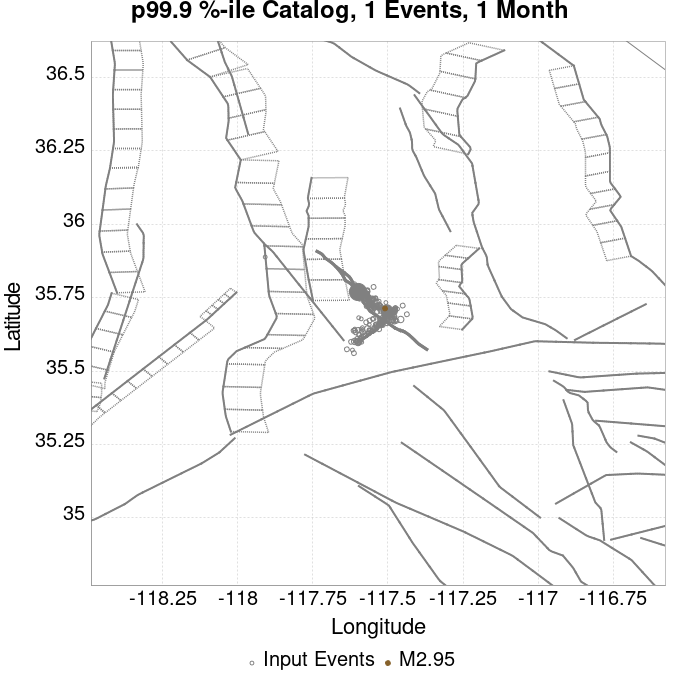 p99.9 %-ile Catalog, 1 Events, 1 Month
36.5
36.25
36
35.75
35.5
35.25
35
Latitude
-118.25 -118 -117.75 -117.5 -117.25 -117 -116.75
Longitude
Input Events M2.95